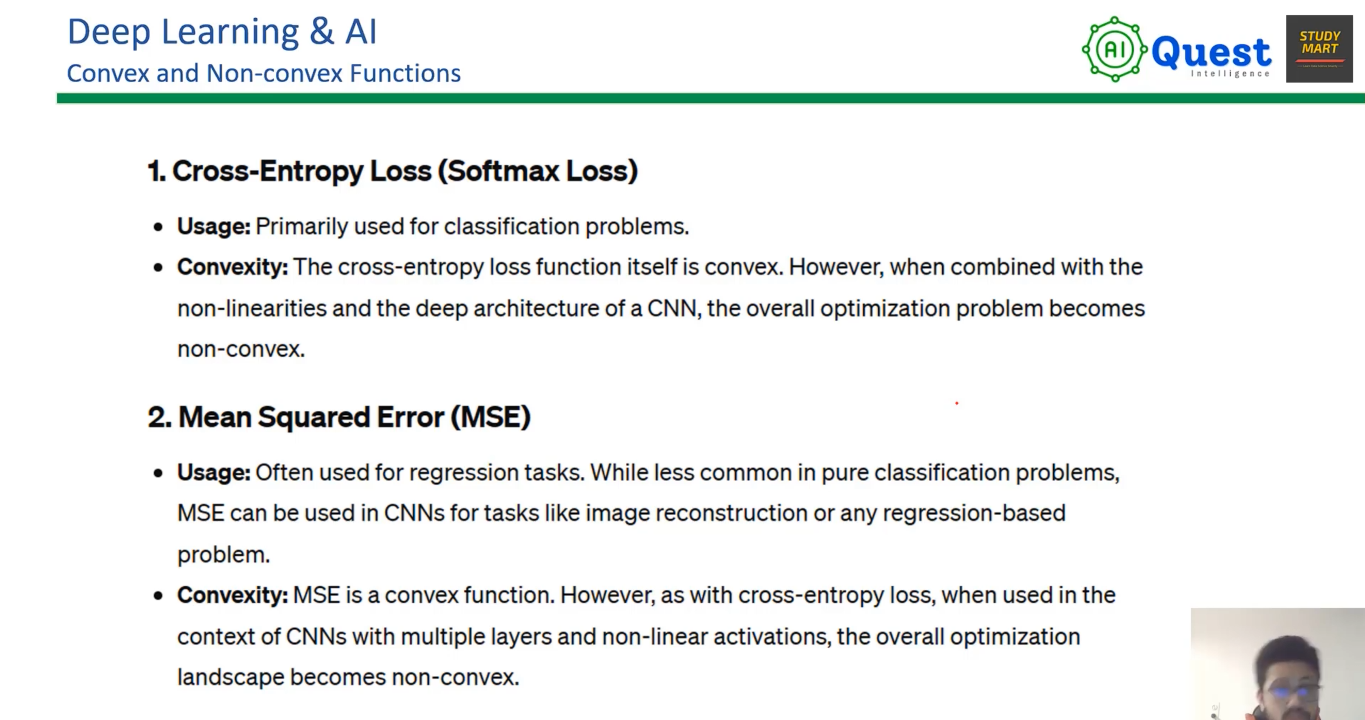 Deep Learning & AI
Convex and Non-convex Functions
AI Quest
Intelligence
STUDY
MART
1. Cross-Entropy Loss (Softmax Loss)
• Usage: Primarily used for classification problems.
• Convexity: The cross-entropy loss function itself is convex. However, when combined with the
non-linearities and the deep architecture of a CNN, the overall optimization problem becomes
non-convex.
2. Mean Squared Error (MSE)
• Usage: Often used for regression tasks. While less common in pure classification problems,
MSE can be used in CNNs for tasks like image reconstruction or any regression-based
problem.
• Convexity: MSE is a convex function. However, as with cross-entropy loss, when used in the
context of CNNs with multiple layers and non-linear activations, the overall optimization
landscape becomes non-convex.